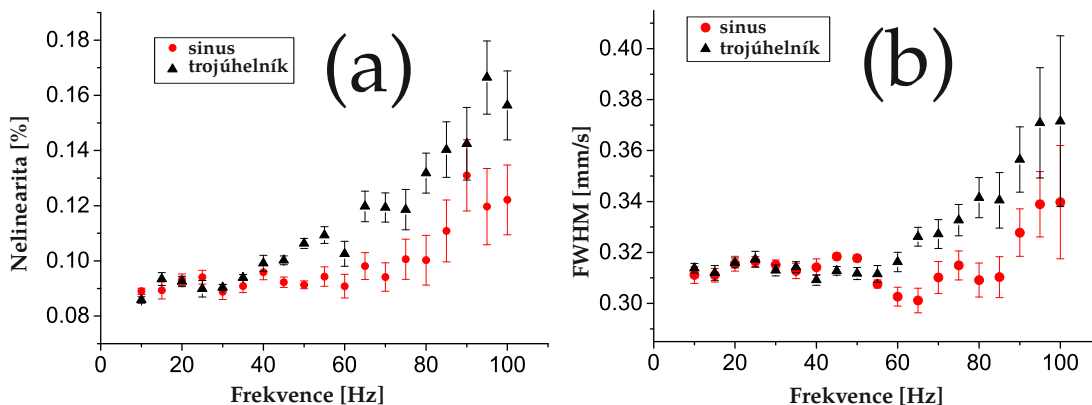 (a)
sinus
trojúhelník
Nelinearita [%]
0.18
0.16
0.14
0.12
0.10
0.08
0
20
40
60
80
100
Frekvence [Hz]
(b)
sinus
trojúhelník
FWHM [mm/s]
0.40
0.38
0.36
0.34
0.32
0.30
0
20
40
60
80
100
Frekvence [Hz]